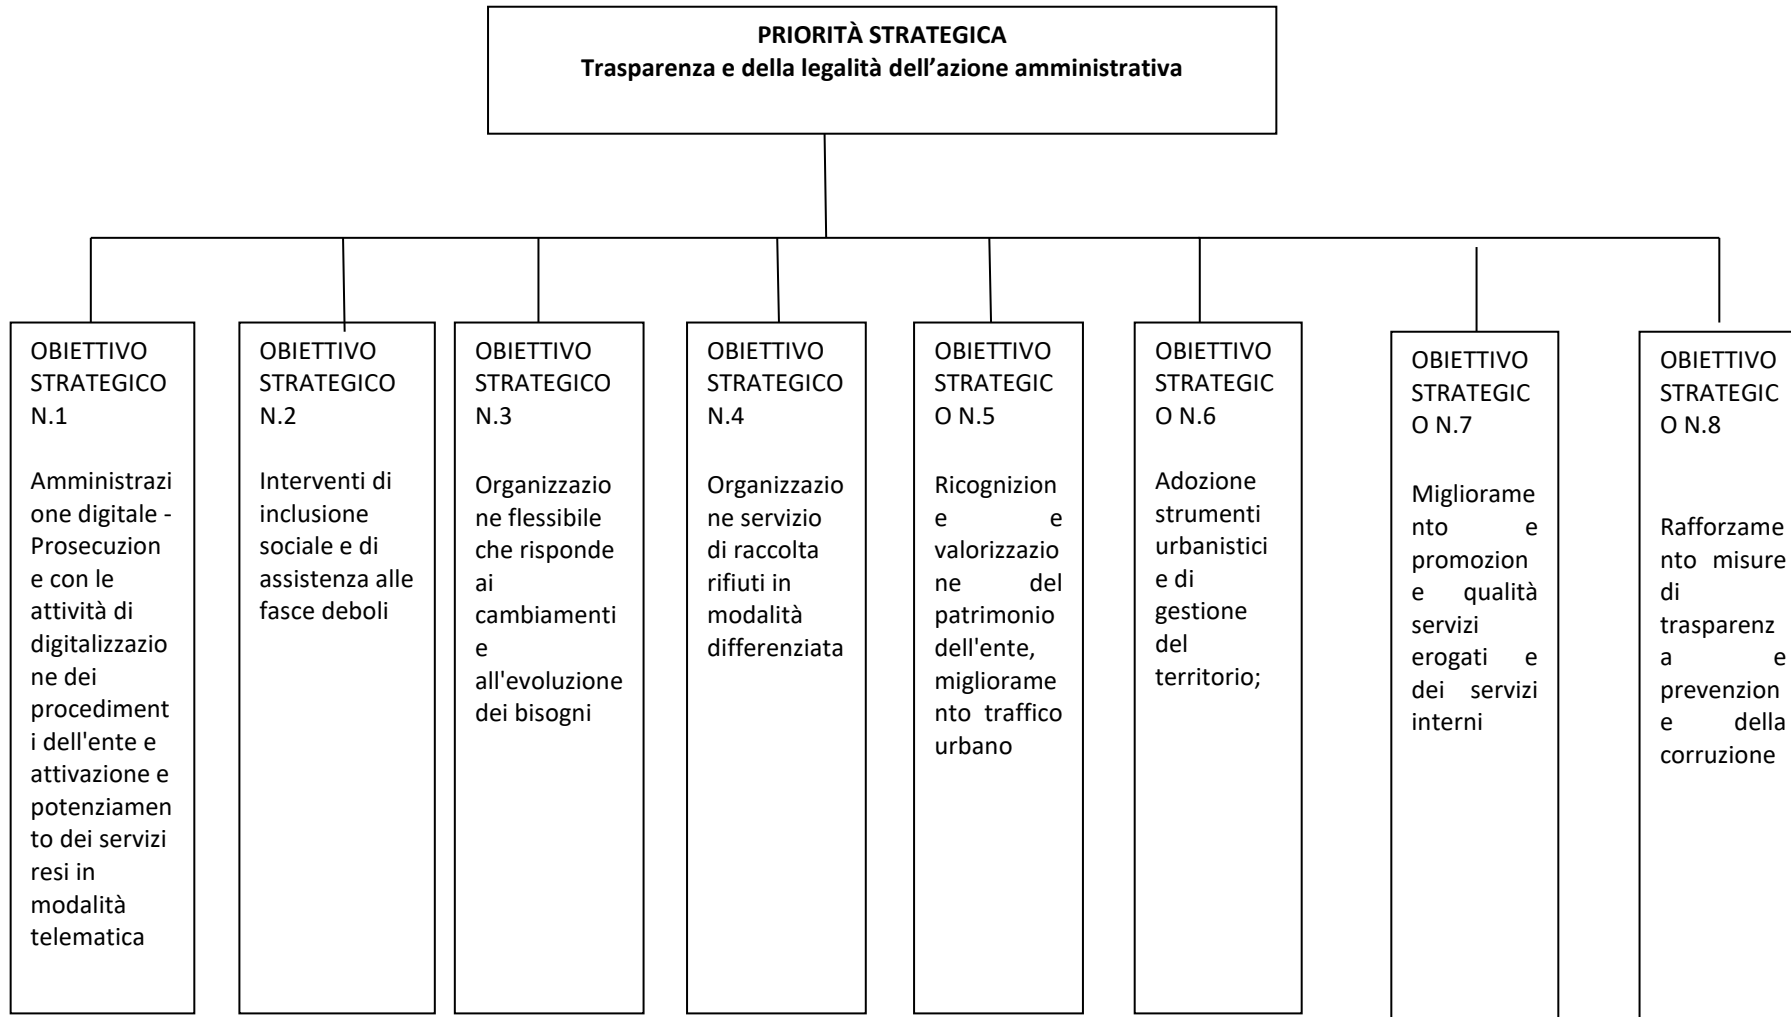 PRIORITÀ STRATEGICA
Trasparenza e della legalità dell’azione amministrativa
OBIETTIVO
STRATEGICO
N.1
Amministrazi
one digitale -
Prosecuzion
e con le
attività di
digitalizzazio
ne dei
procediment
i dell'ente e
attivazione e
potenziamen
to dei servizi
resi in
modalità
telematica
OBIETTIVO
STRATEGICO
N.2
Interventi di
inclusione
sociale e di
assistenza alle
fasce deboli
OBIETTIVO
STRATEGICO
N.3
Organizzazio
ne flessibile
che risponde
ai
cambiamenti
e
all'evoluzione
dei bisogni
OBIETTIVO
STRATEGICO
N.4
Organizzazio
ne servizio
di raccolta
rifiuti in
modalità
differenziata
OBIETTIVO
STRATEGIC
O N.5
Ricognizion
e e
valorizzazio
ne del
patrimonio
dell'ente,
migliorame
nto traffico
urbano
OBIETTIVO
STRATEGIC
O N.6
Adozione
strumenti
urbanistici
e di
gestione
del
territorio;
OBIETTIVO
STRATEGIC
O N.7
Migliorame
nto e
promozion
e qualità
servizi
erogati e
dei servizi
interni
OBIETTIVO
STRATEGIC
O N.8
Rafforzame
nto misure
di
trasparenz
a e
prevenzion
e della
corruzione